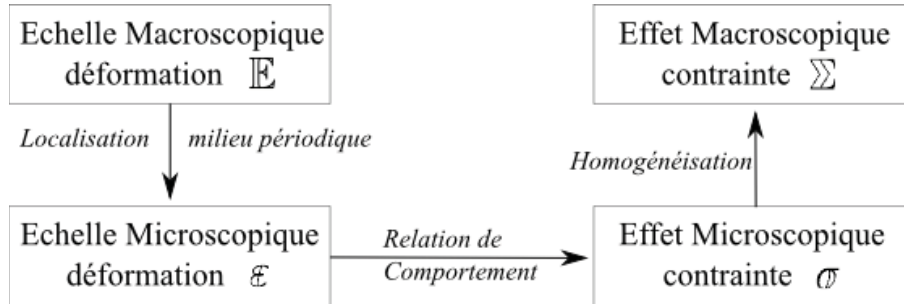 Echelle Macroscopique
déformation 𝔼
Effet Macroscopique
contrainte ⅀
Localisation
milieu périodique
Homogénéisation
Echelle Microscopique
déformation ε
Relation de
Comportement
Effet Microscopique
contrainte σ